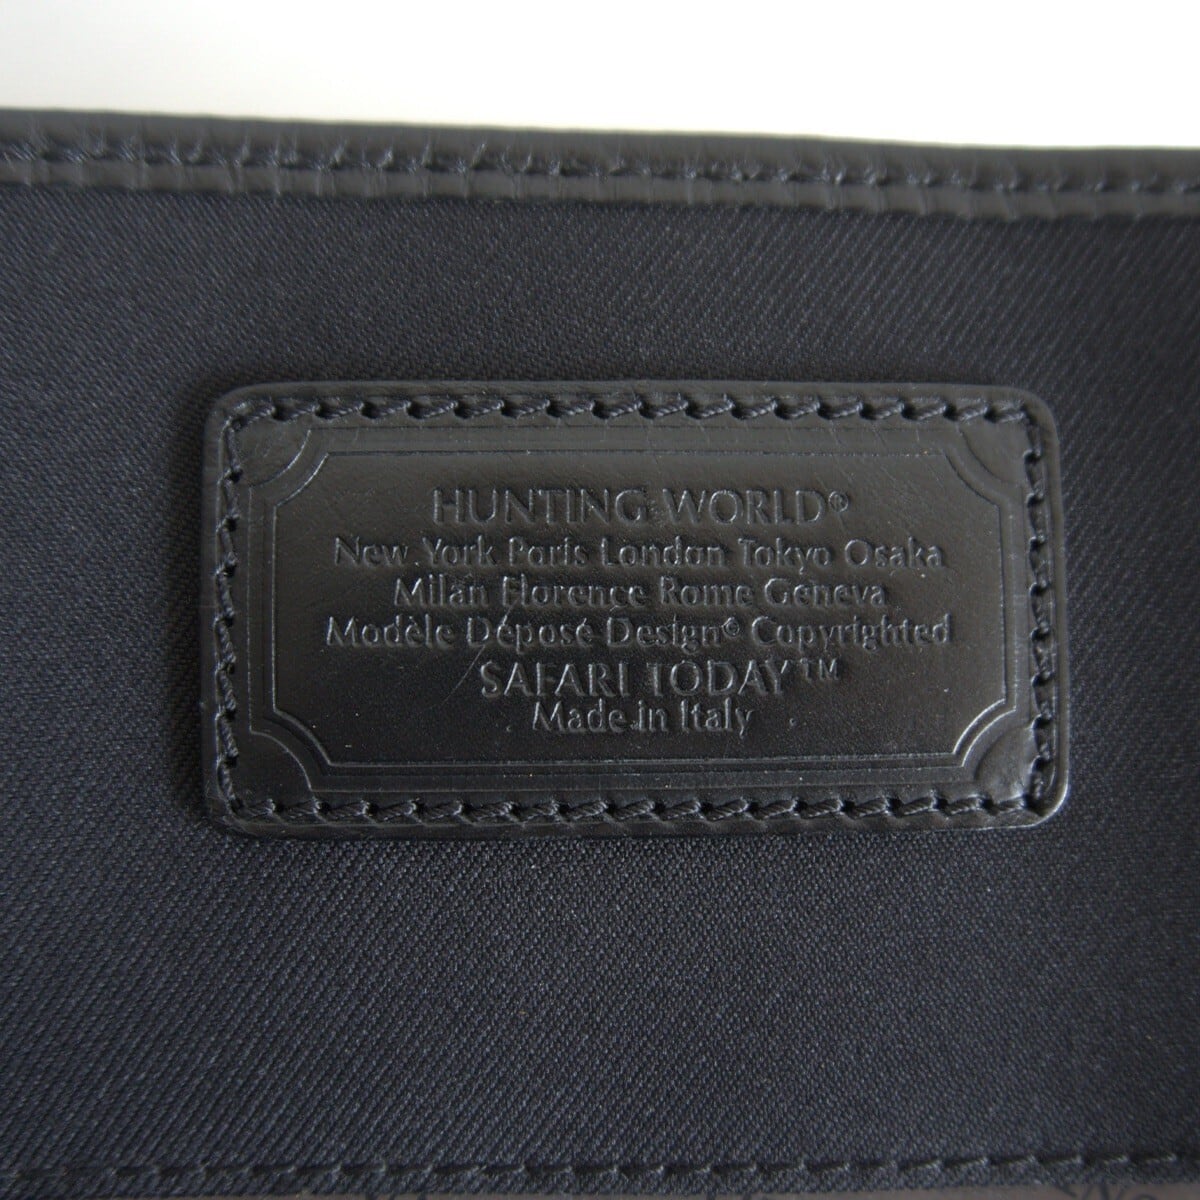 HUNTING WORLD®
New York Paris London Tokyo Osaka
Milan Florence Rome Geneva
Modèle Déposé Design© Copyrighted
SAFARI TODAY™
Made in Italy